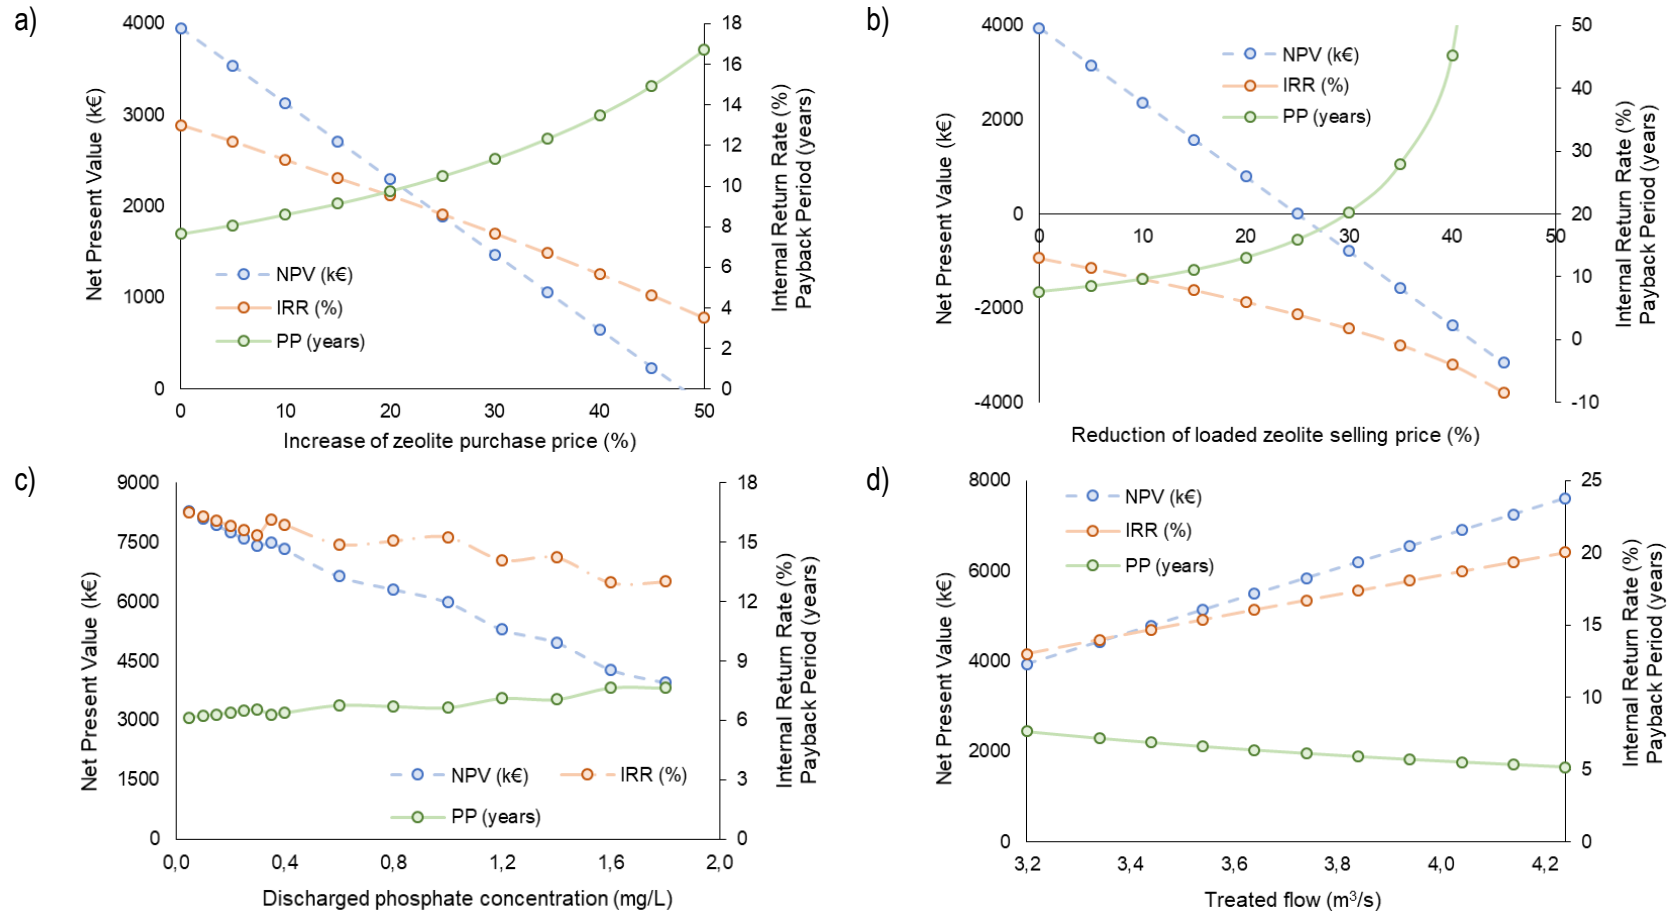 a)
4000
3000
2000
1000
0
Net Present Value (k€)
NPV (k€)
IRR (%)
PP (years)
18
16
14
12
10
8
6
4
2
0
Internal Return Rate (%)
Payback Period (years)
0 10 20 30 40 50
Increase of zeolite purchase price (%)
b)
4000
2000
0
-2000
-4000
Net Present Value (k€)
NPV (k€)
IRR (%)
PP (years)
50
40
30
20
10
0
-10
Internal Return Rate (%)
Payback Period (years)
0 10 20 30 40 50
Reduction of loaded zeolite selling price (%)
c)
9000
7500
6000
4500
3000
1500
0
Net Present Value (k€)
NPV (k€) IRR (%)
PP (years)
18
15
12
9
6
3
0
Internal Return Rate (%)
Payback Period (years)
0,0 0,4 0,8 1,2 1,6 2,0
Discharged phosphate concentration (mg/L)
d)
8000
6000
4000
2000
0
Net Present Value (k€)
NPV (k€)
IRR (%)
PP (years)
25
20
15
10
5
0
Internal Return Rate (%)
Payback Period (years)
3,2 3,4 3,6 3,8 4,0 4,2
Treated flow (m³/s)